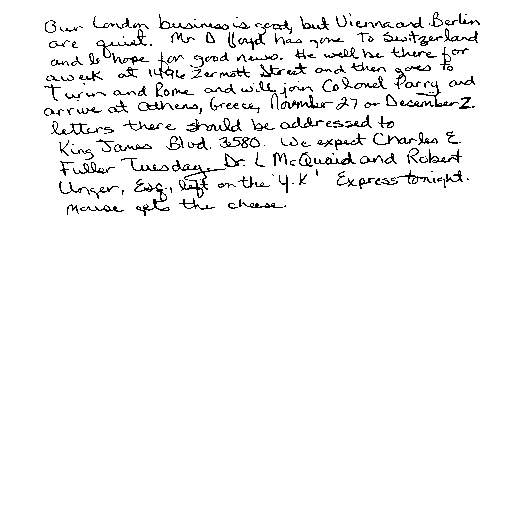 Our London business is good, but Vienna and Berlin
are quiet. Mr D Lloyd has gone To Switzerland
and I hope for good news. He will be there for
a week at 1496 Zermott Street and then goes to
Turin and Rome and will join Colonel Parry and
arrive at Athens, Greece, November 27 or December 2.
letters there should be addressed to
King James Blvd. 3580. We expect Charles E.
Fuller Tuesday. Dr. L McQuaid and Robert
Unger, Esq., left on the 'Y.X' Express tonight.
mouse gets the cheese.